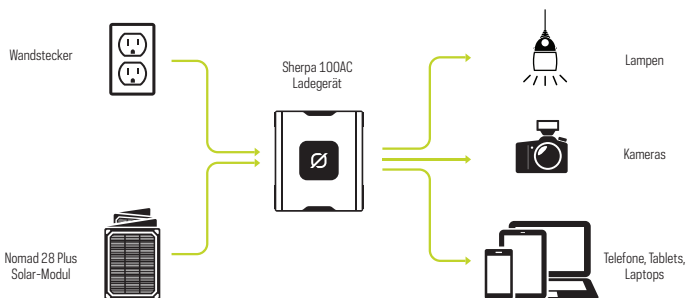 Wandstecker
Sherpa 100AC
Ladegerät
Lampen
Kameras
Nomad 28 Plus
Solar-Modul
Telefone, Tablets,
Laptops